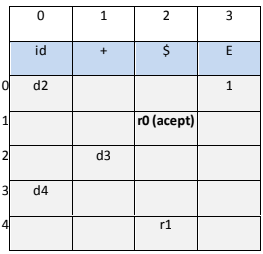 0 1 2 3
id + $ E
0 d2 1
1 r0 (acept)
2 d3
3 d4
4 r1